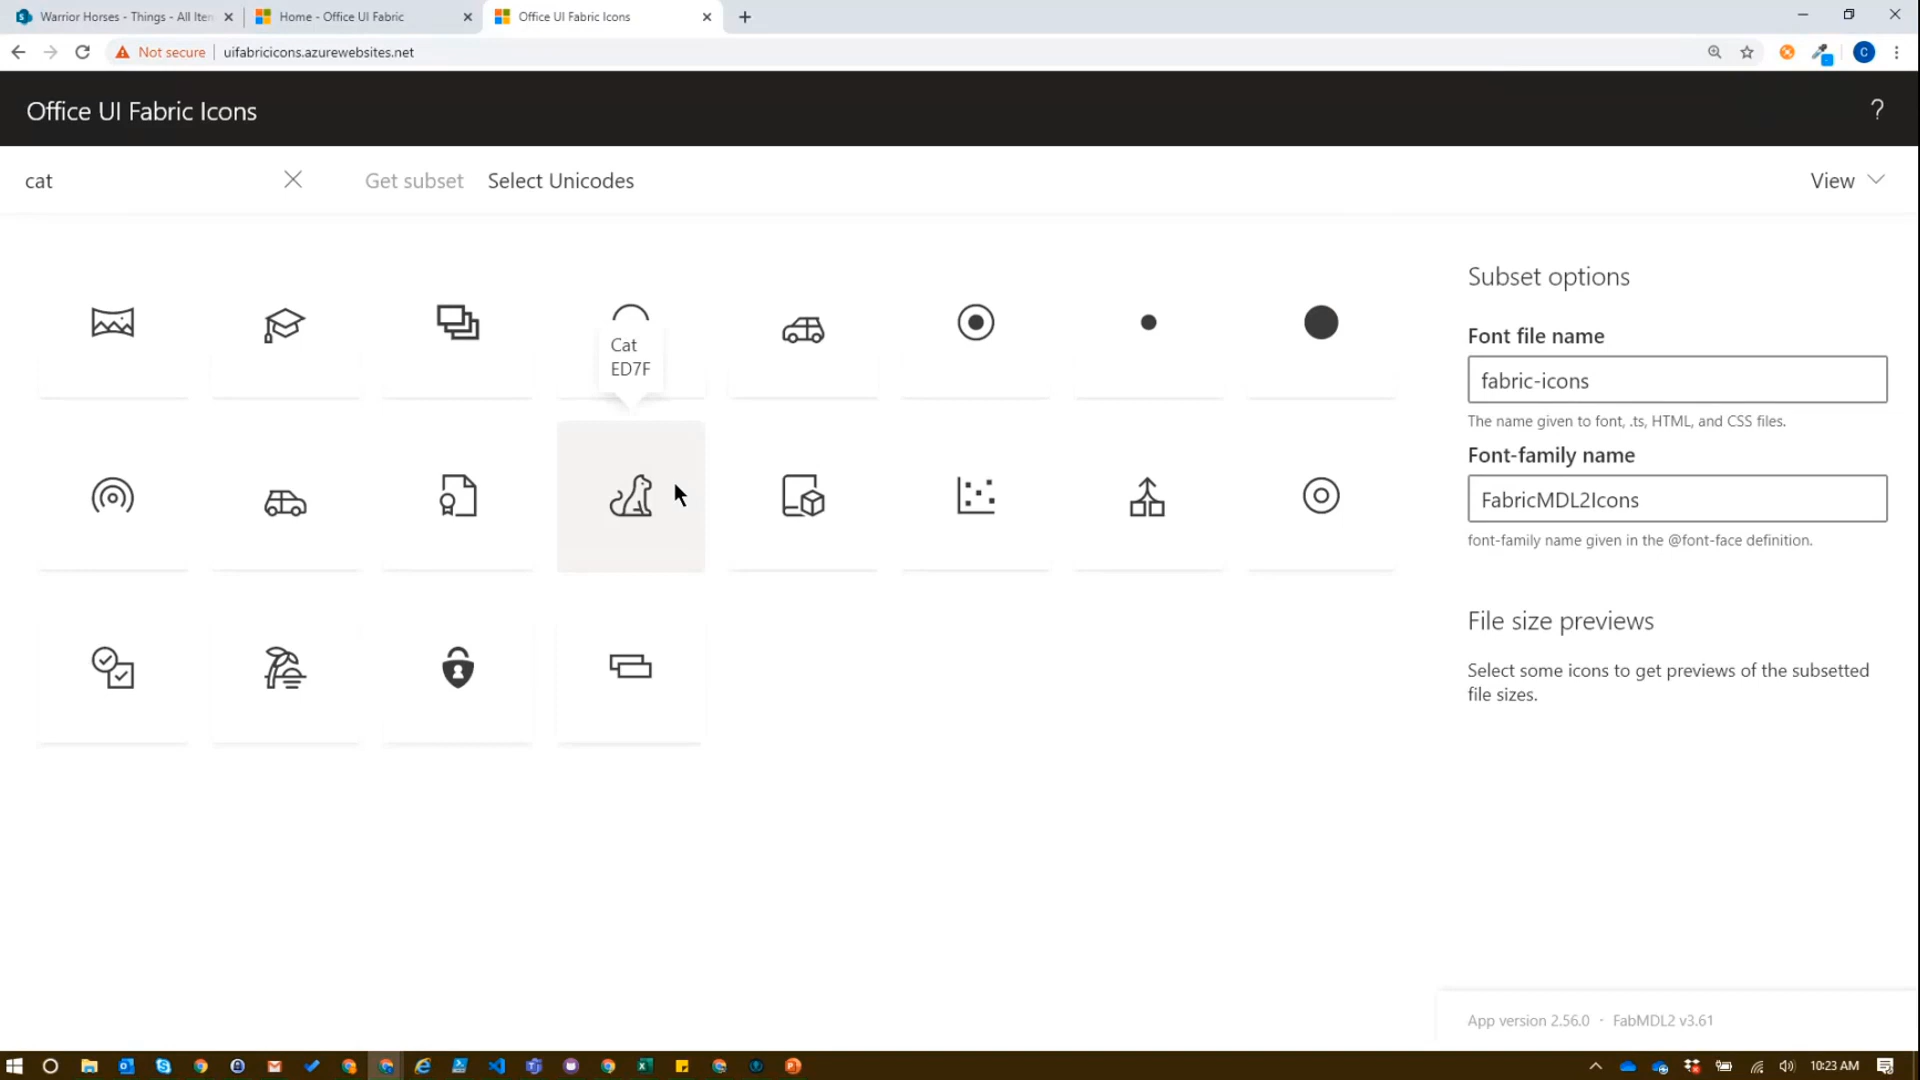 Warrior Horses - Things - All Iten
Home - Office UI Fabric
Office UI Fabric Icons
Not secure
uifabricicons.azurewebsites.net
C
Office UI Fabric Icons
?
cat
Get subset
Select Unicodes
View
Cat
ED7F
Subset options
Font file name
fabric-icons
The name given to font, .ts, HTML, and CSS files.
Font-family name
FabricMDL2Icons
font-family name given in the @font-face definition.
File size previews
Select some icons to get previews of the subsetted
file sizes.
App version 2.56.0 · FabMDL2 v3.61
10:23 AM